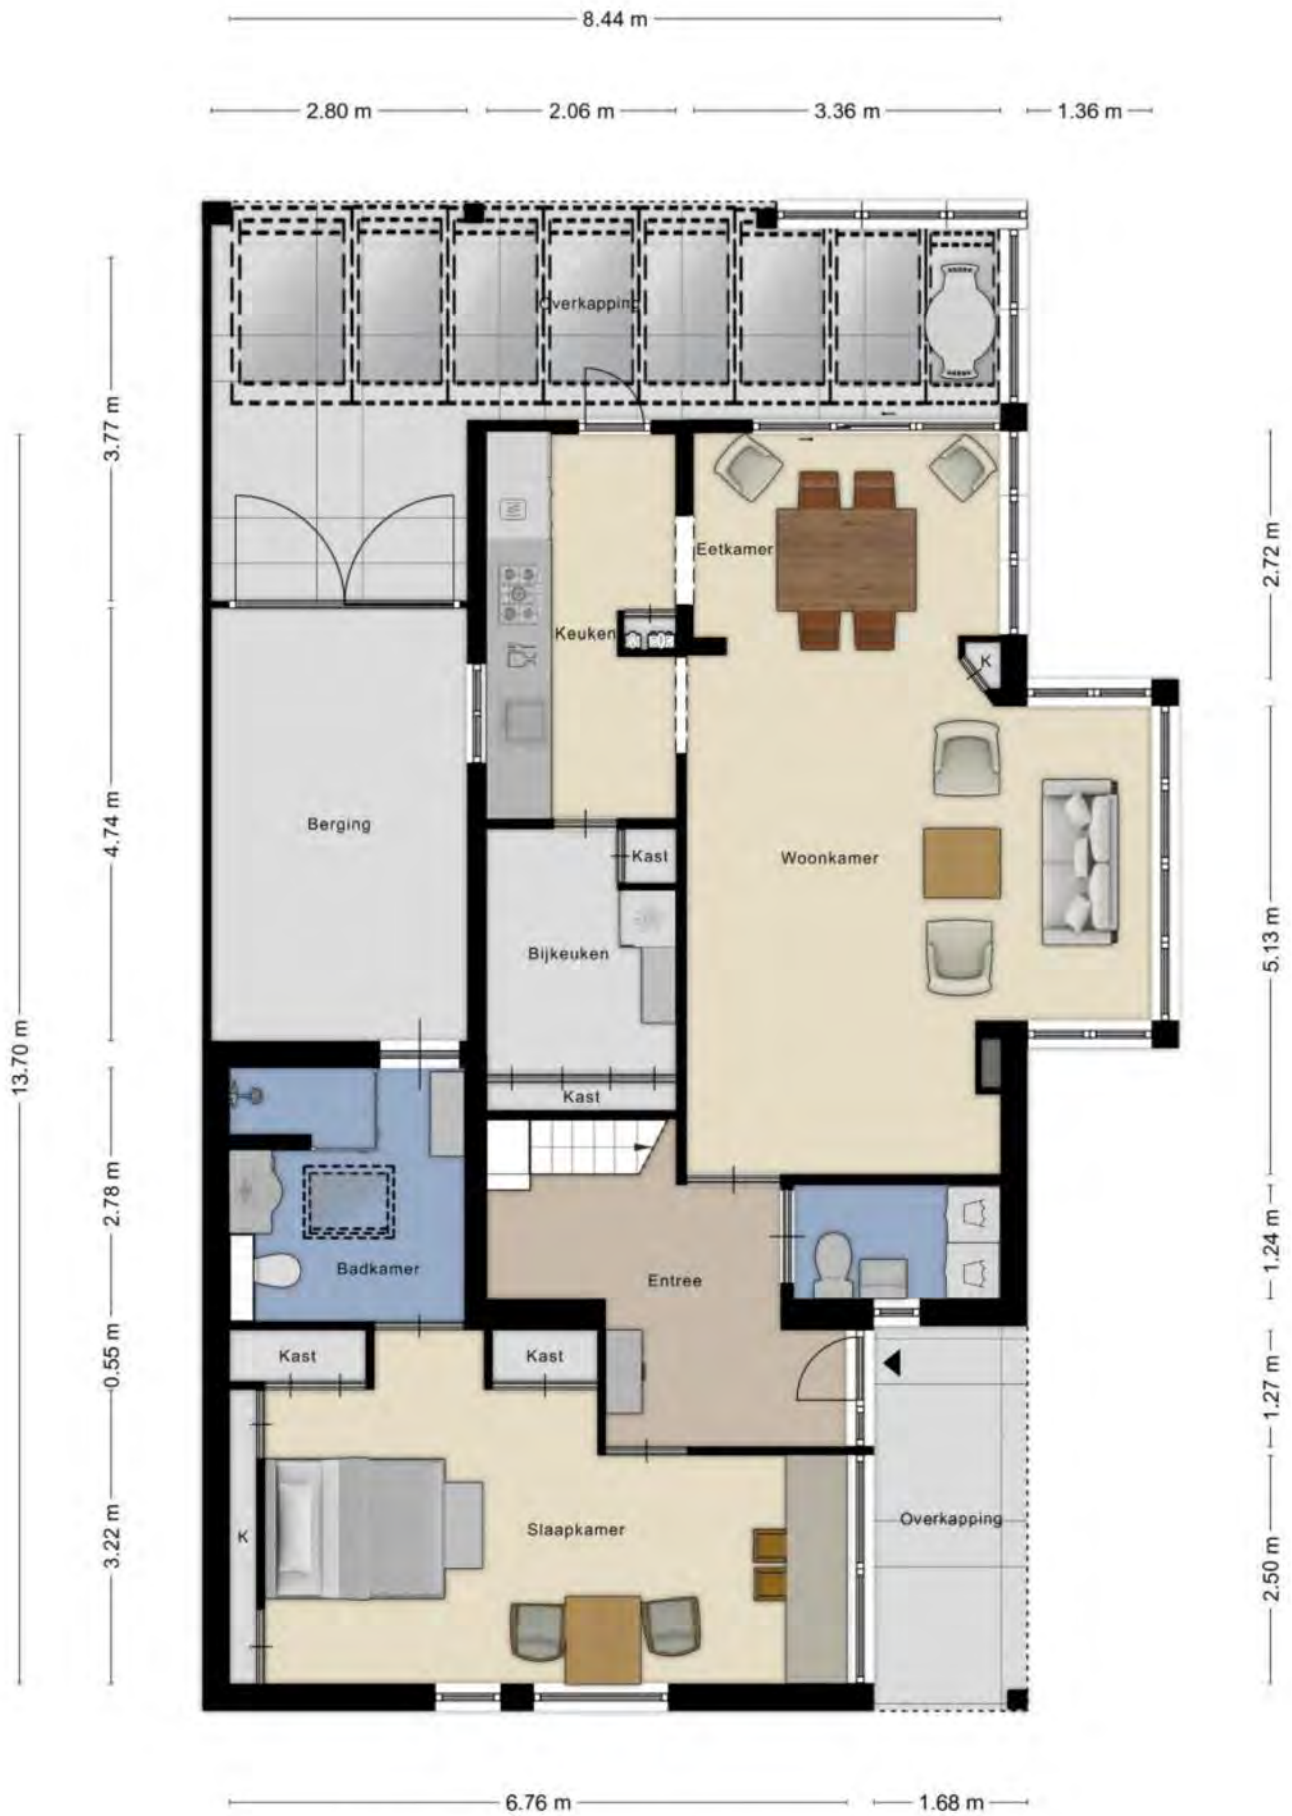 8.44 m
2.80 m
2.06 m
3.36 m
1.36 m
Overkapping
3.77 m
2.72 m
Eetkamer
Keuken
K
Berging
4.74 m
Kast
Woonkamer
Bijkeuken
5.13 m
13.70 m
Kast
2.78 m
1.24 m
Badkamer
Entree
Kast
Kast
0.55 m
1.27 m
K
Slaapkamer
Overkapping
3.22 m
2.50 m
6.76 m
1.68 m